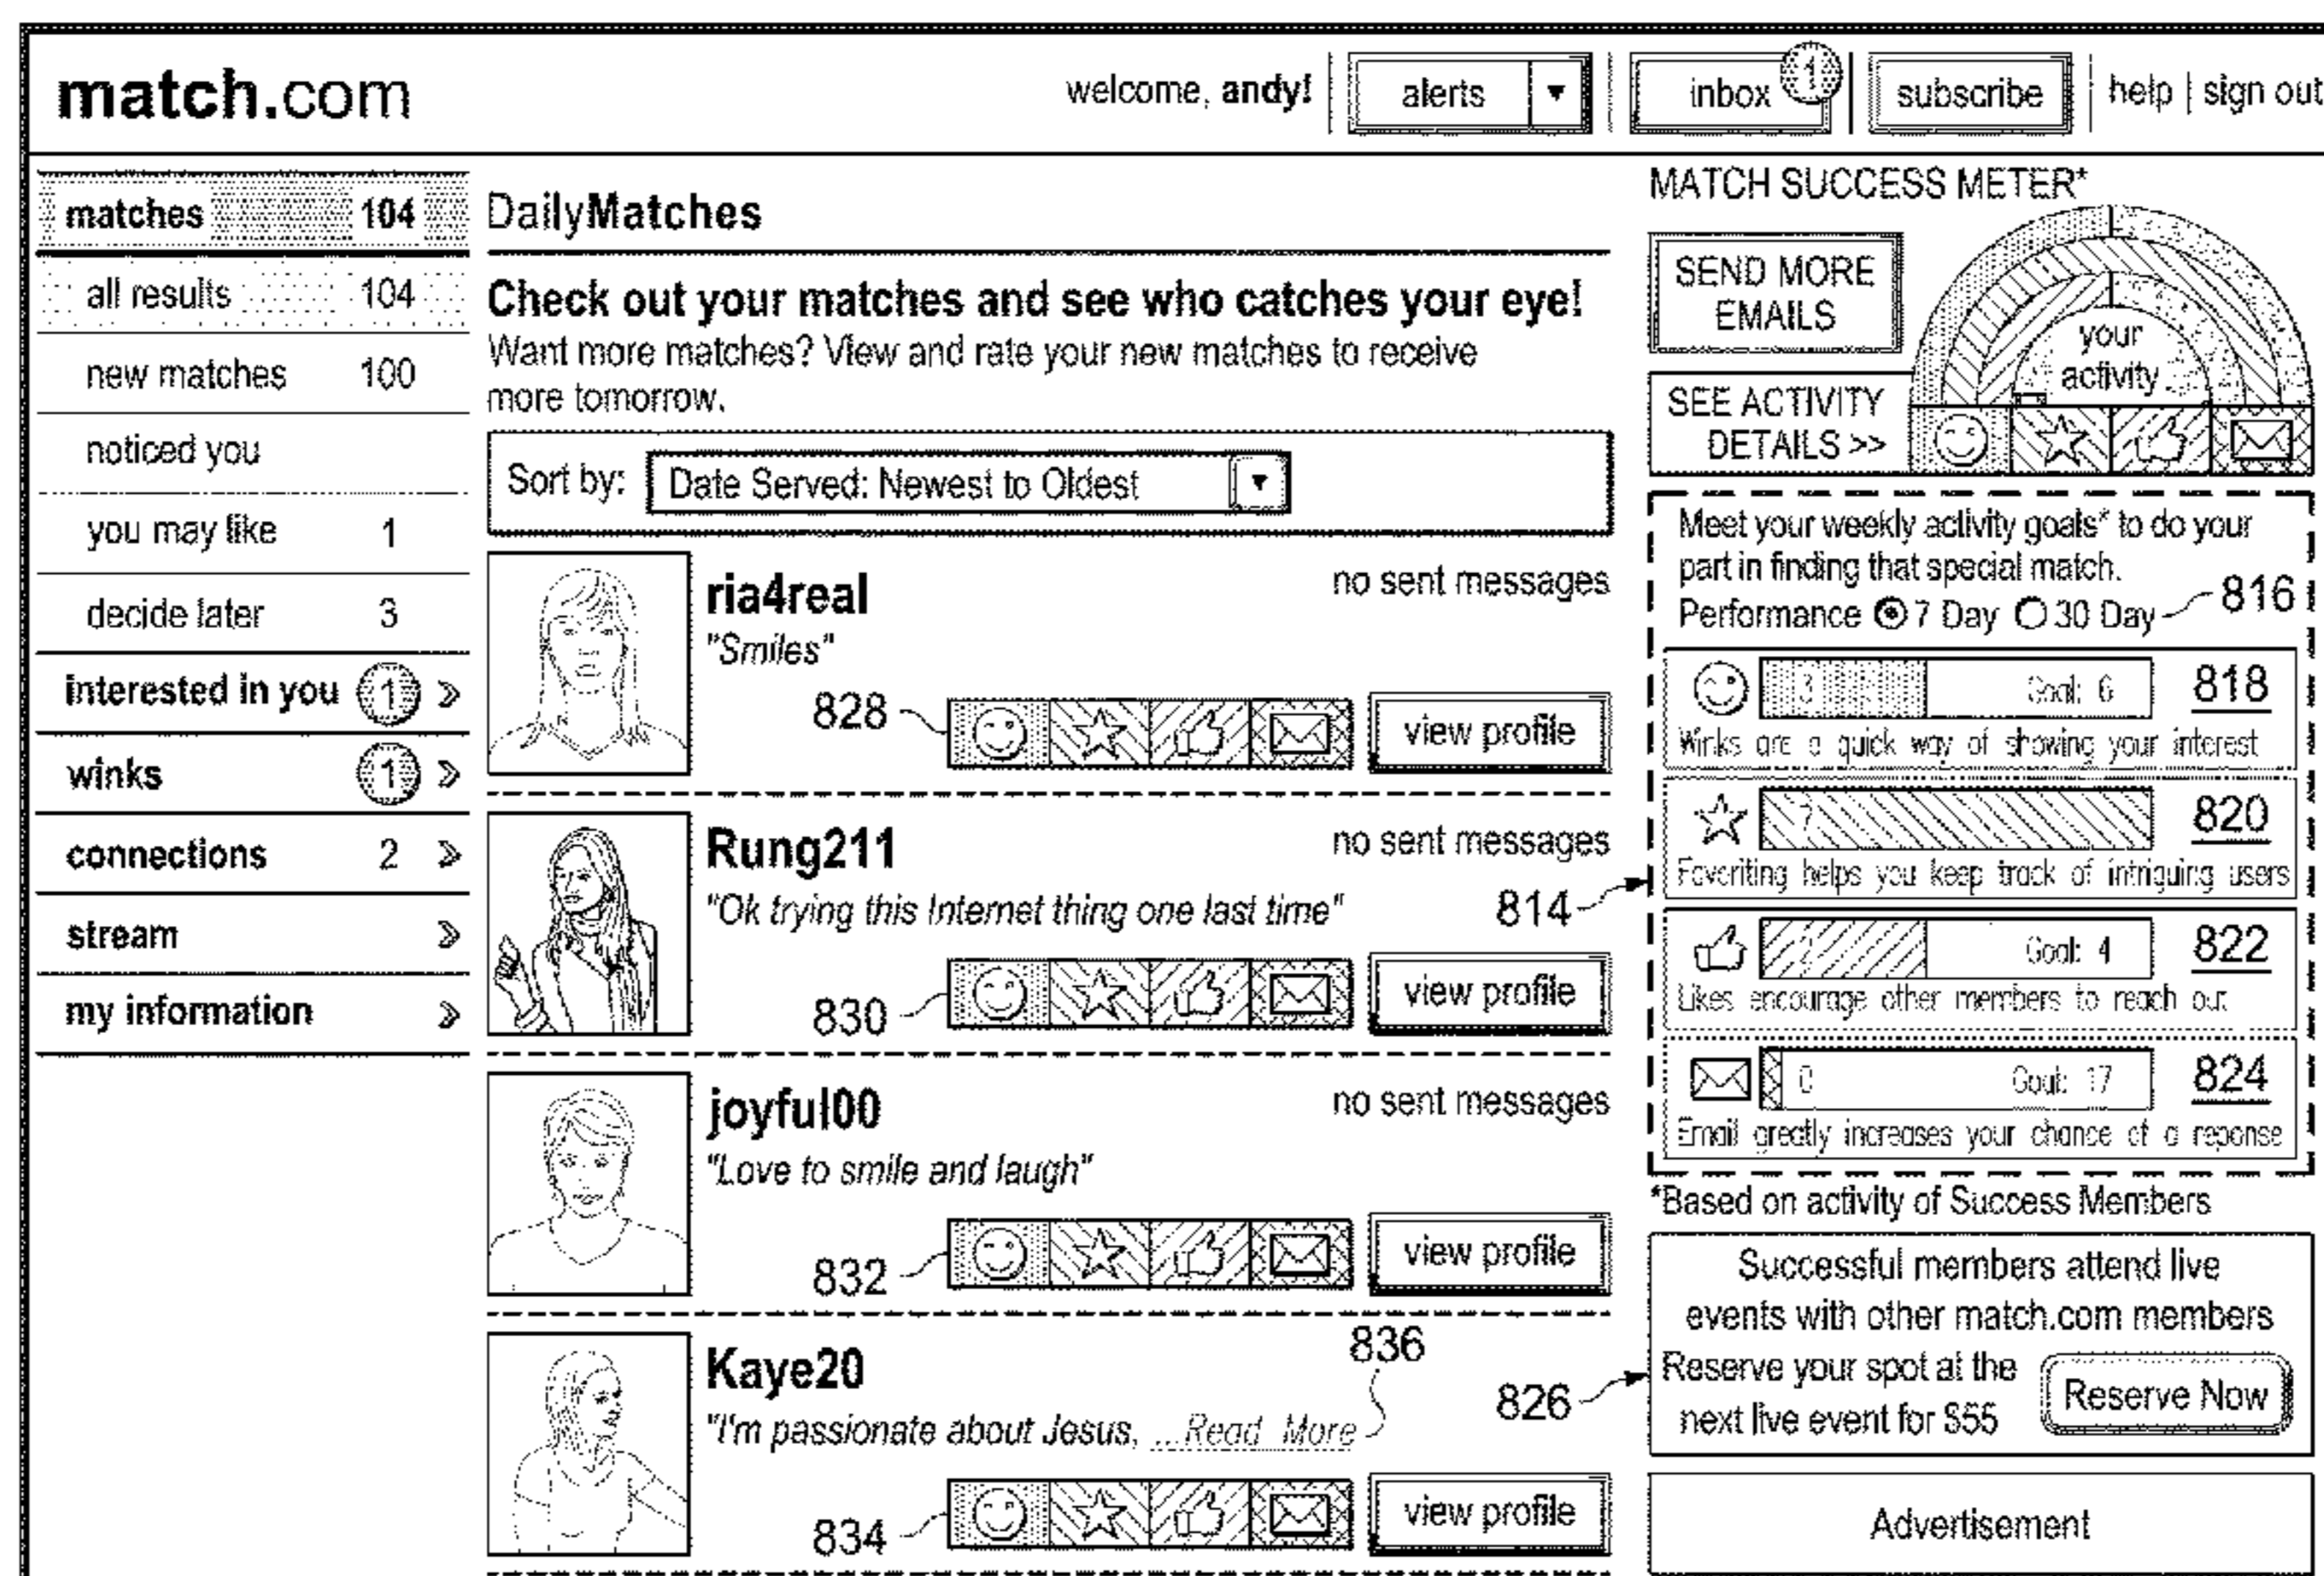 match.com
welcome, andy!
alerts
inbox 1
subscribe
help | sign out
matches 104
all results 104
new matches 100
noticed you
you may like 1
decide later 3
interested in you 1 »
winks 1 »
connections 2 »
stream »
my information »
DailyMatches
Check out your matches and see who catches your eye!
Want more matches? View and rate your new matches to receive
more tomorrow.
Sort by: Date Served: Newest to Oldest
ria4real
no sent messages
"Smiles"
828
view profile
Rung211
no sent messages
"Ok trying this Internet thing one last time"
830
view profile
joyful00
no sent messages
"Love to smile and laugh"
832
view profile
Kaye20
836
"I'm passionate about Jesus, ...Read More
834
view profile
MATCH SUCCESS METER*
SEND MORE
EMAILS
your
activity
SEE ACTIVITY
DETAILS >>
Meet your weekly activity goals* to do your
part in finding that special match.
Performance 7 Day 30 Day
816
3 Goal: 6 818
Winks are a quick way of showing your interest
7 820
Favoriting helps you keep track of intriguing users
814
Goal: 4 822
Likes encourage other members to reach out
0 Goal: 17 824
Email greatly increases your chance of a reponse
*Based on activity of Success Members
Successful members attend live
events with other match.com members
Reserve your spot at the
next live event for $55
Reserve Now
826
Advertisement